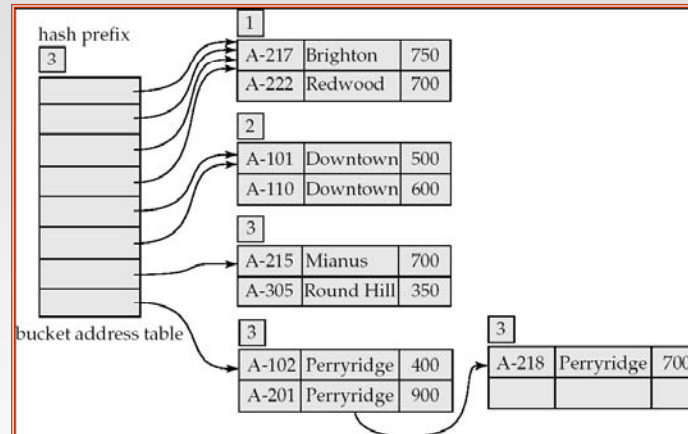 hash prefix
3
bucket address table
1
A-217 Brighton 750
A-222 Redwood 700
2
A-101 Downtown 500
A-110 Downtown 600
3
A-215 Mianus 700
A-305 Round Hill 350
3
A-102 Perryridge 400
A-201 Perryridge 900
3
A-218 Perryridge 700